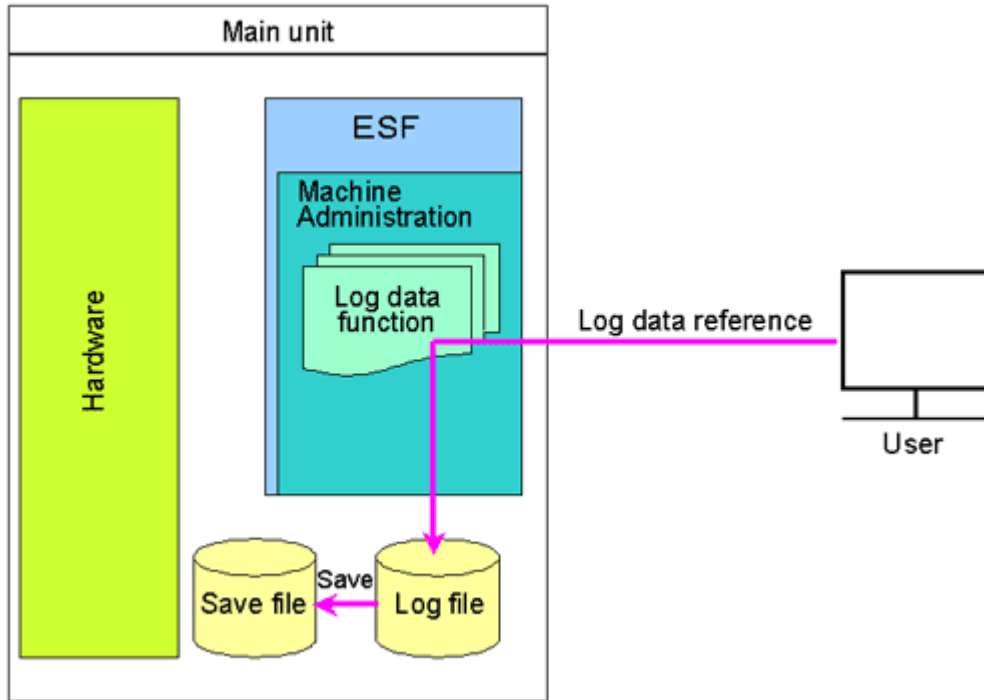 Main unit
ESF
Machine
Administration
Log data
function
Hardware
Log data reference
User
Save
Save file
Log file